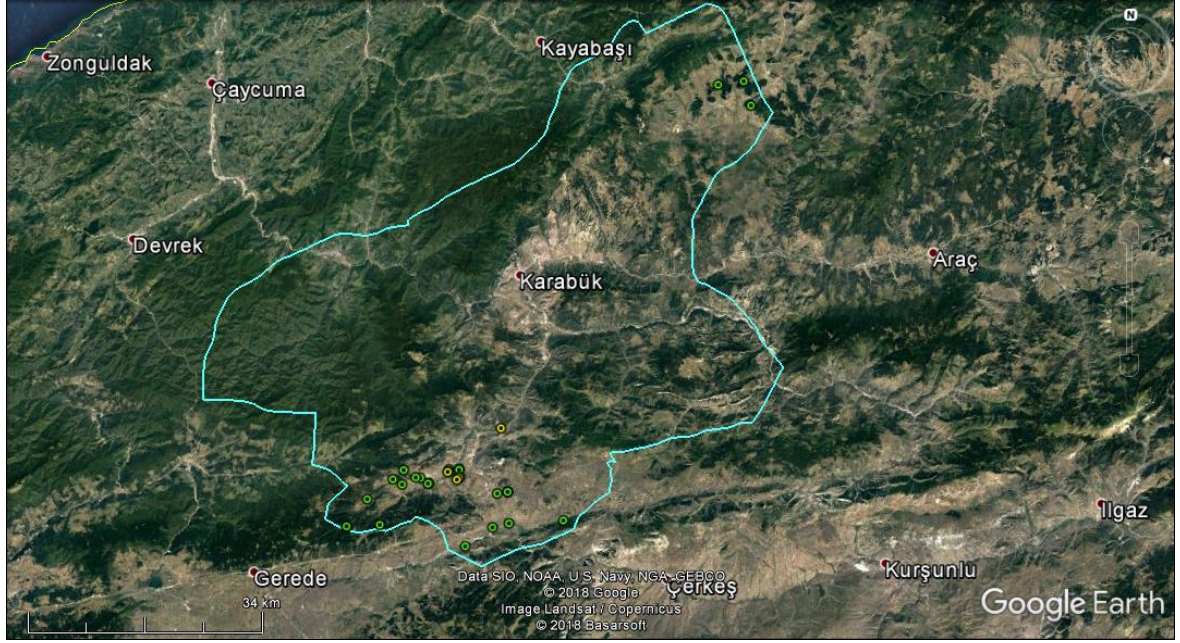 N
Kayabaşı
Zonguldak
Çaycuma
Devrek
Araç
Karabük
Ilgaz
Kurşunlu
Gerede
Çerkeş
Data SIO, NOAA, U.S. Navy, NGA, GEBCO
© 2018 Google
34 km
Image Landsat / Copernicus
© 2018 Basarsoft
Google Earth